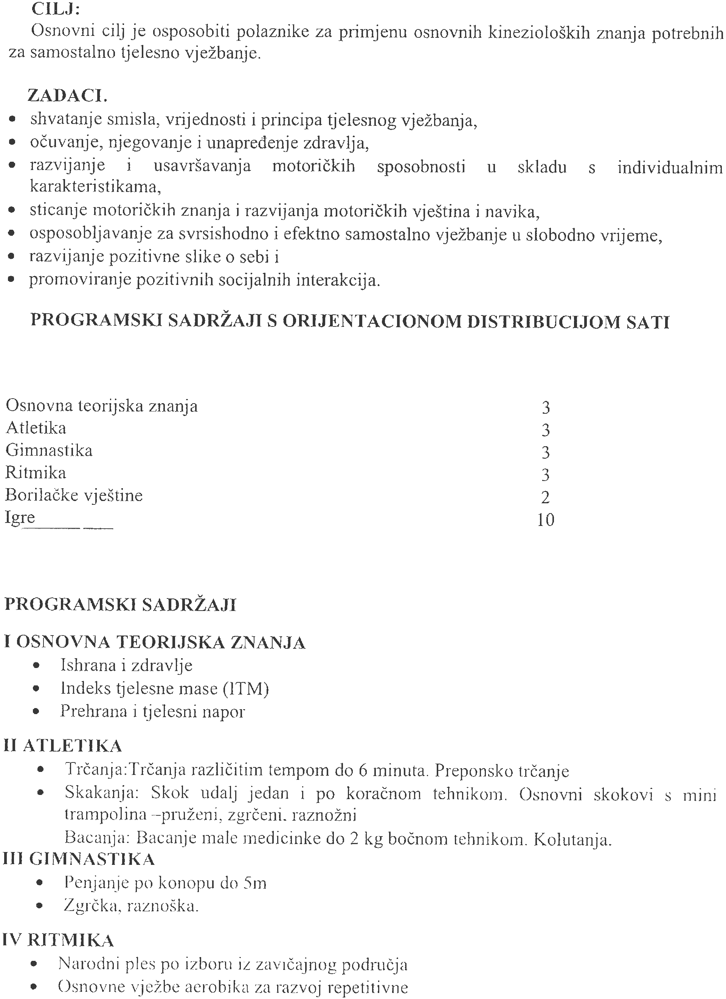 CILJ:
Osnovni cilj je osposobiti polaznike za primjenu osnovnih kinezioloških znanja potrebnih
za samostalno tjelesno vježbanje.
ZADACI.
• shvatanje smisla, vrijednosti i principa tjelesnog vježbanja,
• očuvanje, njegovanje i unapređenje zdravlja,
• razvijanje i usavršavanja motoričkih sposobnosti u skladu s individualnim
karakteristikama,
• sticanje motoričkih znanja i razvijanja motoričkih vještina i navika,
• osposobljavanje za svrsishodno i efektno samostalno vježbanje u slobodno vrijeme,
• razvijanje pozitivne slike o sebi i
• promoviranje pozitivnih socijalnih interakcija.
PROGRAMSKI SADRŽAJI S ORIJENTACIONOM DISTRIBUCIJOM SATI
Osnovna teorijska znanja 3
Atletika 3
Gimnastika 3
Ritmika 3
Borilačke vještine 2
Igre 10
PROGRAMSKI SADRŽAJI
I OSNOVNA TEORIJSKA ZNANJA
• Ishrana i zdravlje
• Indeks tjelesne mase (ITM)
• Prehrana i tjelesni napor
II ATLETIKA
• Trčanja:Trčanja različitim tempom do 6 minuta. Preponsko trčanje
• Skakanja: Skok udalj jedan i po koračnom tehnikom. Osnovni skokovi s mini
trampolina –pruženi, zgrčeni. raznožni
Bacanja: Bacanje male medicinke do 2 kg bočnom tehnikom. Kolutanja.
III GIMNASTIKA
• Penjanje po konopu do 5m
• Zgrčka, raznoška.
IV RITMIKA
• Narodni ples po izboru iz zavičajnog područja
• Osnovne vježbe aerobika za razvoj repetitivne